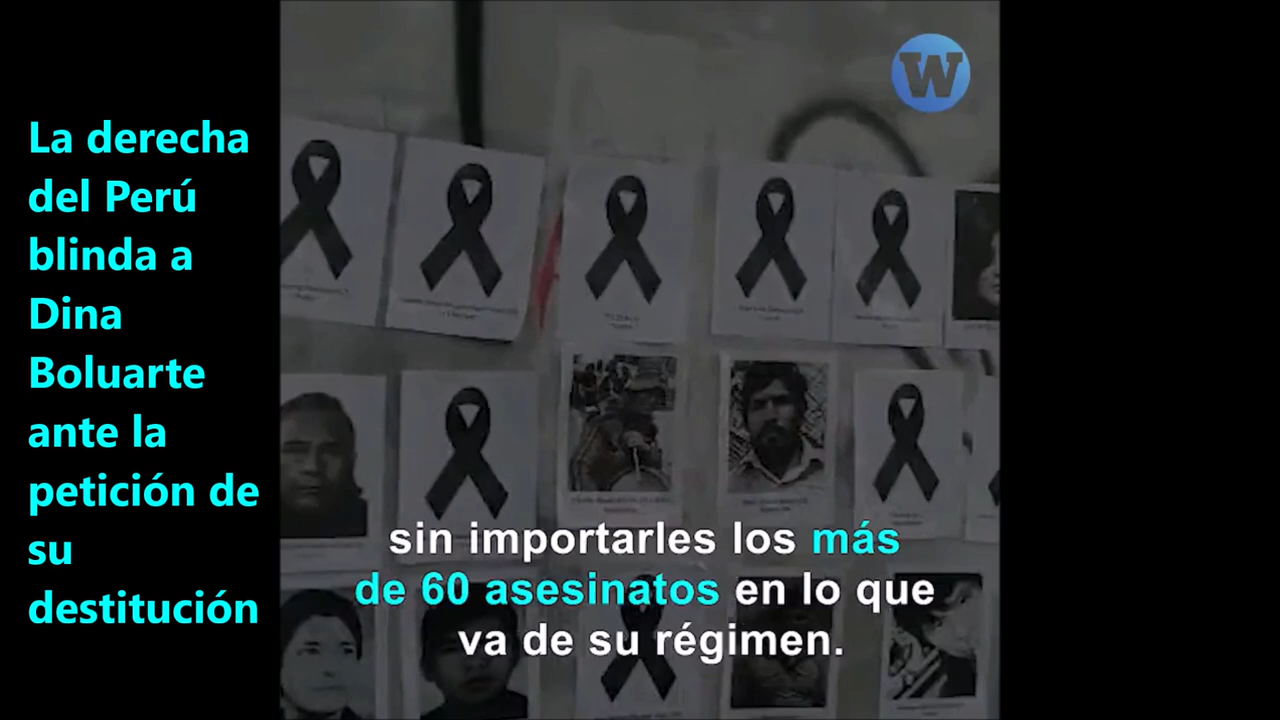 La derecha
del Perú
blinda a
Dina
Boluarte
ante la
petición de
su
destitución
W
sin importarles los más
de 60 asesinatos en lo que
va de su régimen.